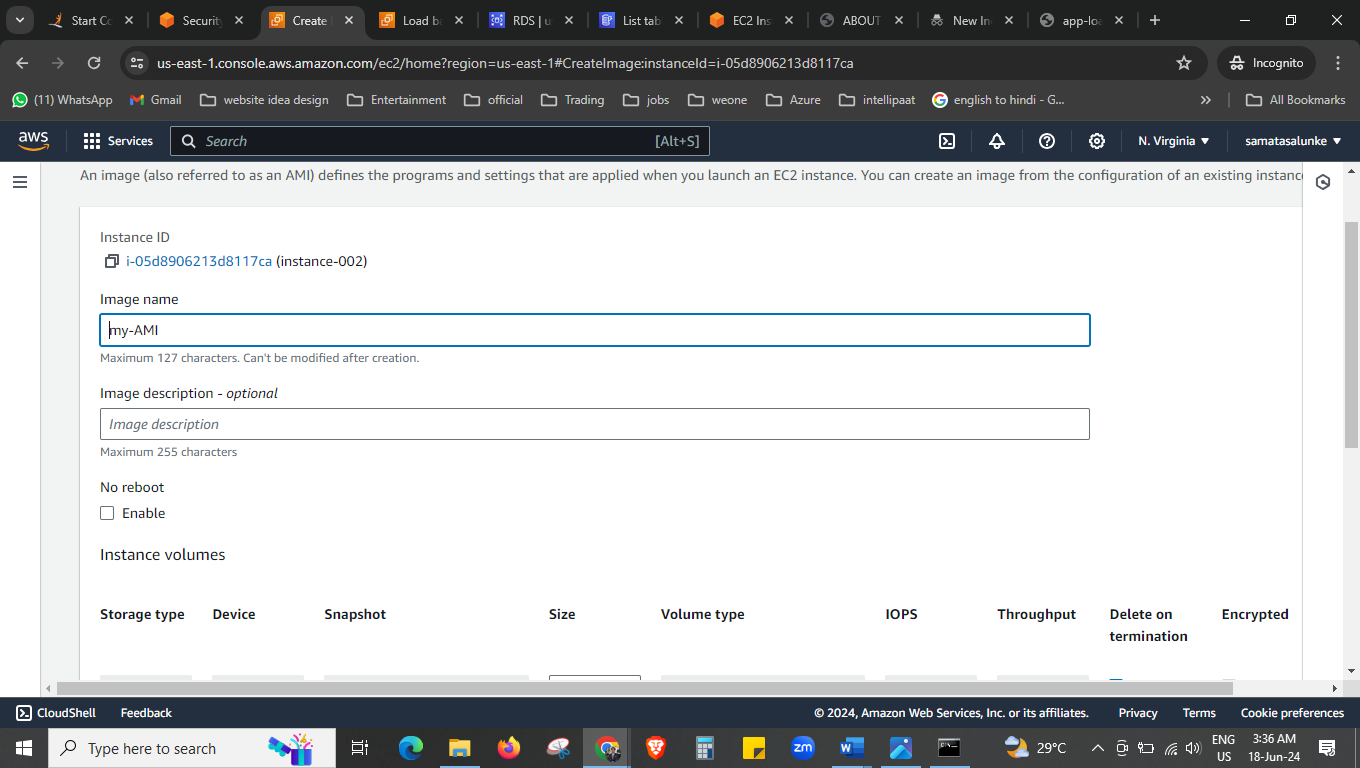 Start Co
Securit
Create
Load ba
RDS | u
List tab
EC2 Ins
ABOUT
New In
app-loa
us-east-1.console.aws.amazon.com/ec2/home?region=us-east-1#CreateImage:instanceId=i-05d8906213d8117ca
Incognito
(11) WhatsApp
Gmail
website idea design
Entertainment
official
Trading
jobs
weone
Azure
intellipaat
english to hindi - G...
All Bookmarks
aws
Services
Search
[Alt+S]
N. Virginia
samatasalunke
An image (also referred to as an AMI) defines the programs and settings that are applied when you launch an EC2 instance. You can create an image from the configuration of an existing instance
Instance ID
i-05d8906213d8117ca (instance-002)
Image name
my-AMI
Maximum 127 characters. Can't be modified after creation.
Image description - optional
Image description
Maximum 255 characters
No reboot
Enable
Instance volumes
Storage type
Device
Snapshot
Size
Volume type
IOPS
Throughput
Delete on
termination
Encrypted
CloudShell
Feedback
© 2024, Amazon Web Services, Inc. or its affiliates.
Privacy
Terms
Cookie preferences
Type here to search
zm
29°C
ENG
US
3:36 AM
18-Jun-24